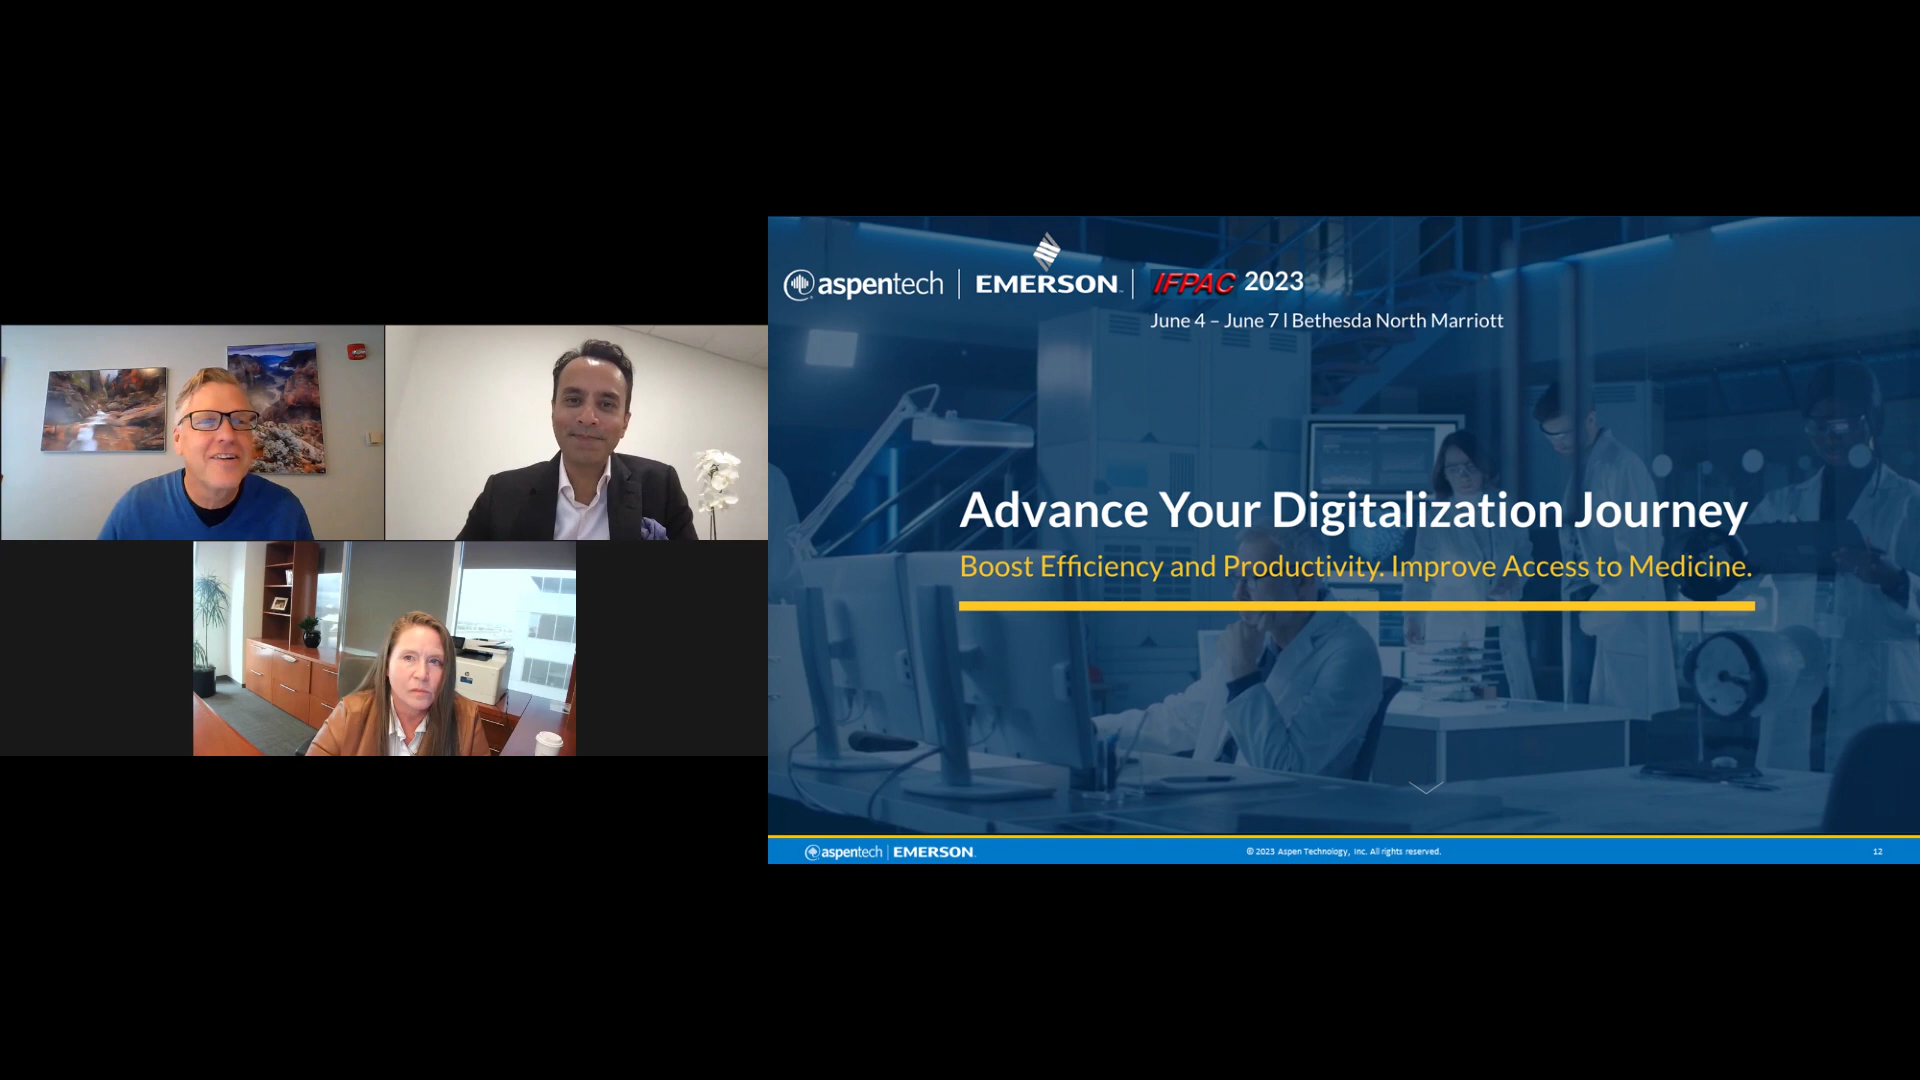 aspentech | EMERSON™ | IFPAC 2023
June 4 – June 7 | Bethesda North Marriott
Advance Your Digitalization Journey
Boost Efficiency and Productivity. Improve Access to Medicine.
aspentech | EMERSON.
© 2023 Aspen Technology, Inc. All rights reserved.
12